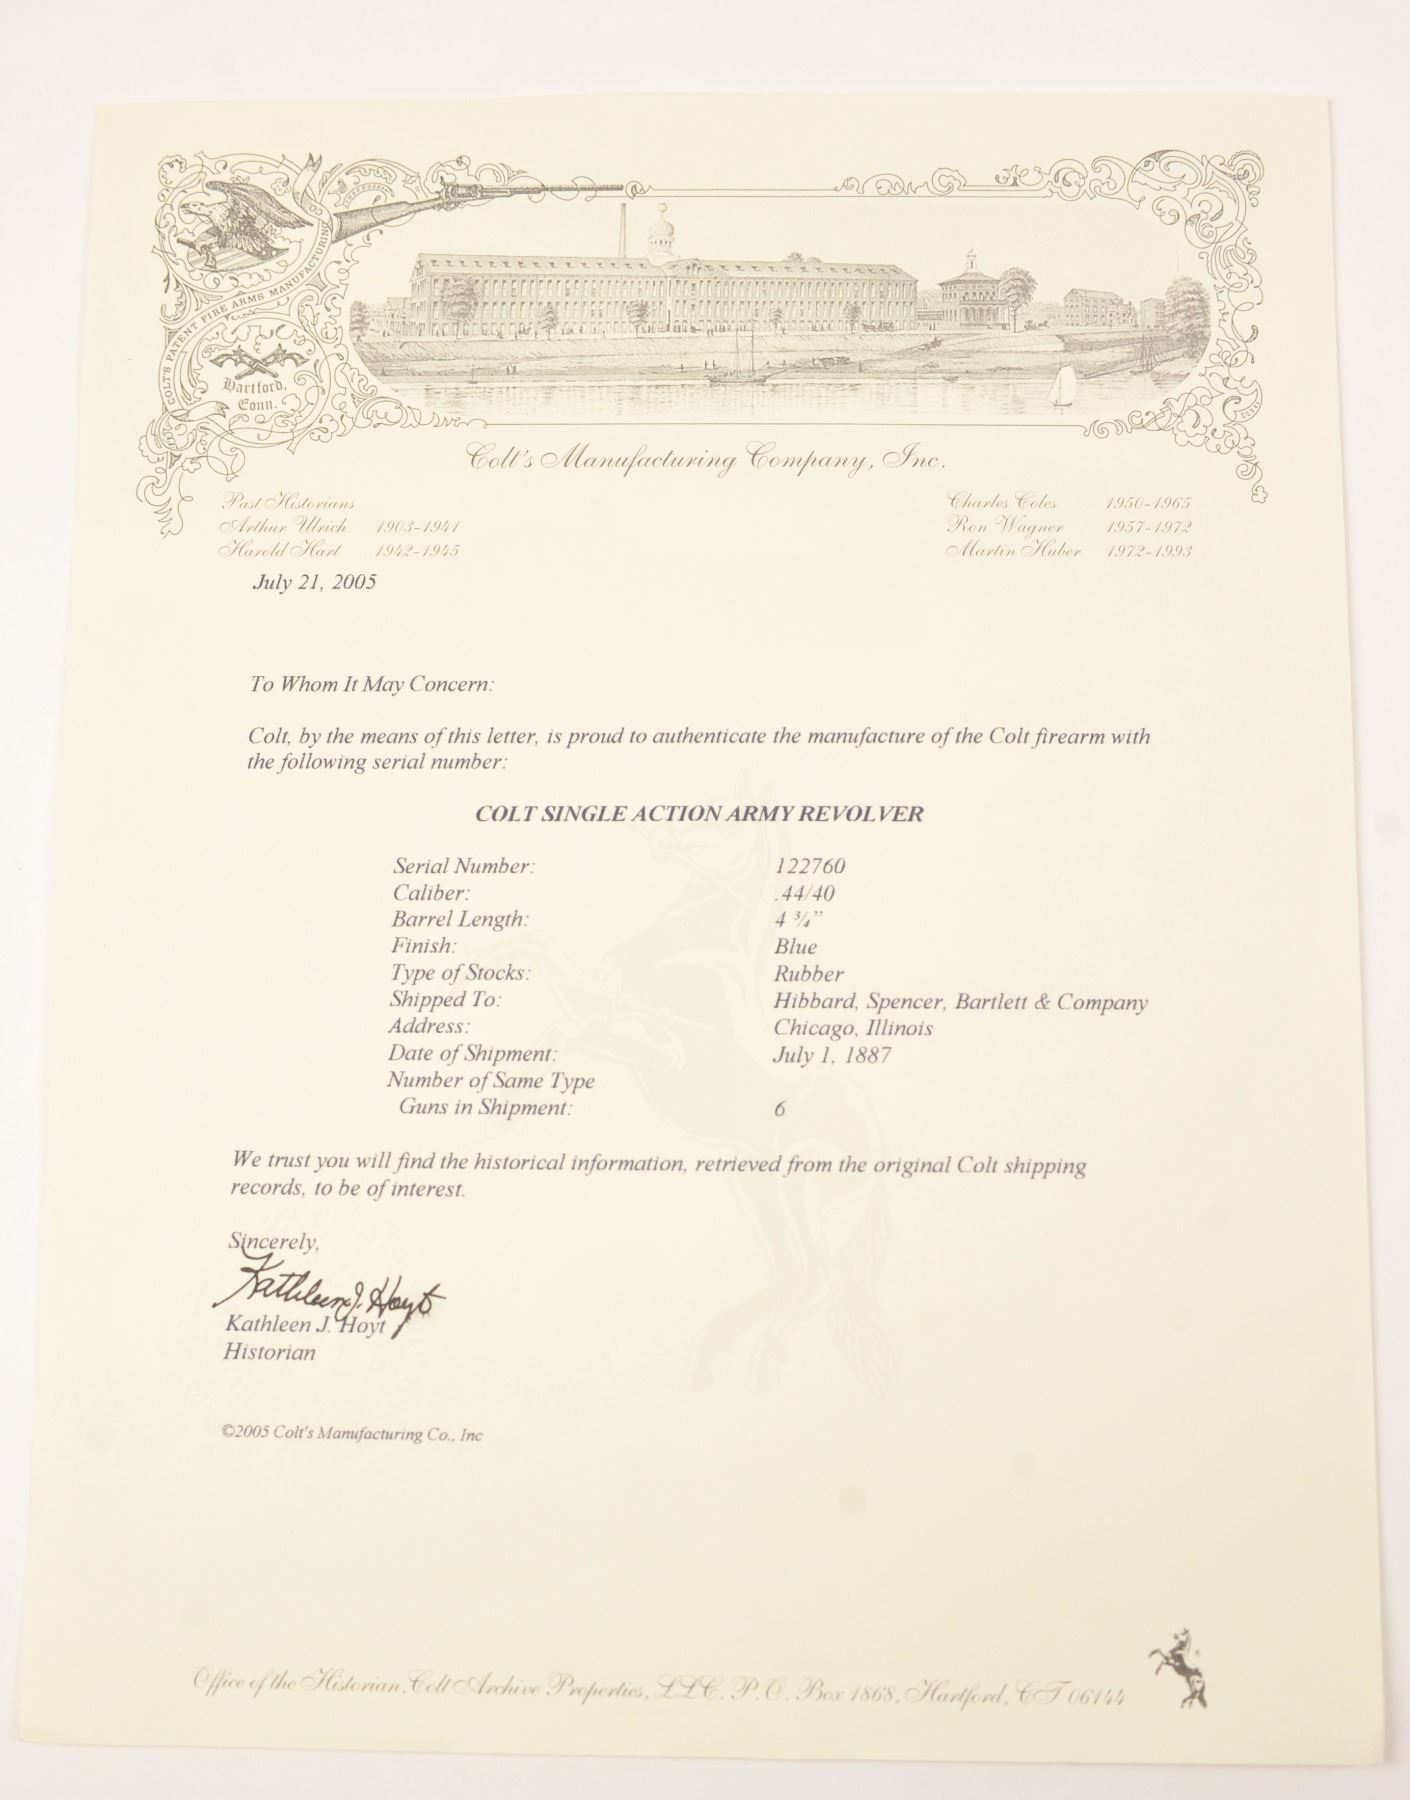 COLT'S PATENT FIRE ARMS MANUFACTURING CO
Hartford,
Conn.
Colt's Manufacturing Company, Inc.
Past Historians
Arthur Ulrich 1903-1941
Harold Hart 1942-1945
Charles Coles 1950-1965
Ron Wagner 1957-1972
Martin Huber 1972-1993
July 21, 2005
To Whom It May Concern:
Colt, by the means of this letter, is proud to authenticate the manufacture of the Colt firearm with
the following serial number:
COLT SINGLE ACTION ARMY REVOLVER
Serial Number: 122760
Caliber: .44/40
Barrel Length: 4 ¾”
Finish: Blue
Type of Stocks: Rubber
Shipped To: Hibbard, Spencer, Bartlett & Company
Address: Chicago, Illinois
Date of Shipment: July 1, 1887
Number of Same Type
Guns in Shipment: 6
We trust you will find the historical information, retrieved from the original Colt shipping
records, to be of interest.
Sincerely,
Kathleen J. Hoyt
Kathleen J. Hoyt
Historian
©2005 Colt's Manufacturing Co., Inc
Office of the Historian, Colt Archive Properties, LLC. P.O. Box 1868, Hartford, CT 06144